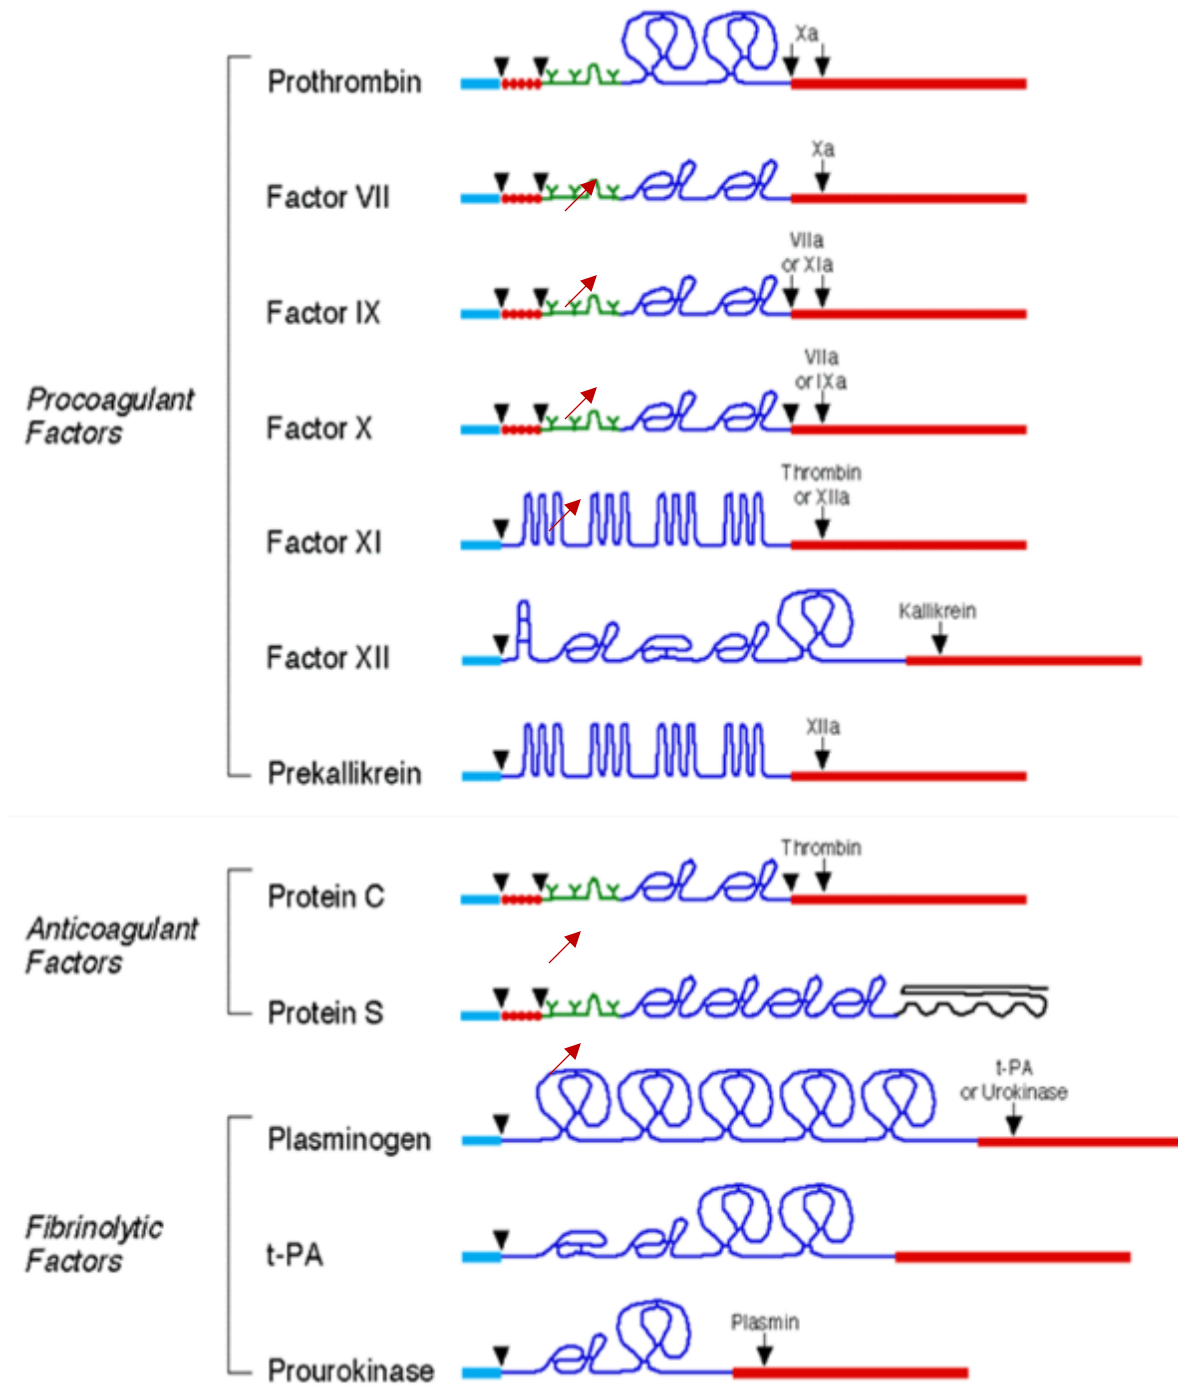 Xa
Prothrombin
Xa
Factor VII
VIIa
or XIa
Factor IX
VIIa
or IXa
Procoagulant
Factors
Factor X
Thrombin
or XIIa
Factor XI
Kallikrein
Factor XII
XIIa
Prekallikrein
Thrombin
Protein C
Anticoagulant
Factors
Protein S
t-PA
or Urokinase
Plasminogen
Fibrinolytic
Factors
t-PA
Plasmin
Prourokinase